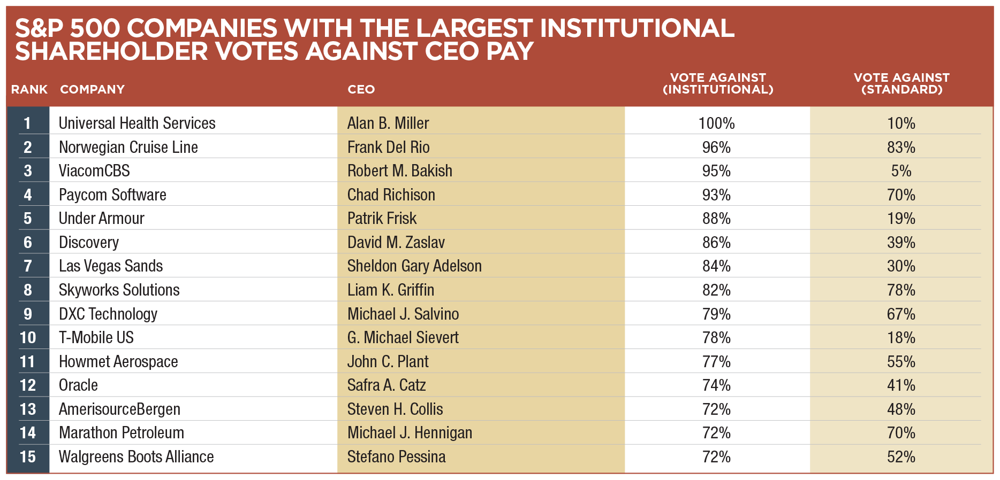 S&P 500 COMPANIES WITH THE LARGEST INSTITUTIONAL
SHAREHOLDER VOTES AGAINST CEO PAY
RANK COMPANY CEO VOTE AGAINST (INSTITUTIONAL) VOTE AGAINST (STANDARD)
1 Universal Health Services Alan B. Miller 100% 10%
2 Norwegian Cruise Line Frank Del Rio 96% 83%
3 ViacomCBS Robert M. Bakish 95% 5%
4 Paycom Software Chad Richison 93% 70%
5 Under Armour Patrik Frisk 88% 19%
6 Discovery David M. Zaslav 86% 39%
7 Las Vegas Sands Sheldon Gary Adelson 84% 30%
8 Skyworks Solutions Liam K. Griffin 82% 78%
9 DXC Technology Michael J. Salvino 79% 67%
10 T-Mobile US G. Michael Sievert 78% 18%
11 Howmet Aerospace John C. Plant 77% 55%
12 Oracle Safra A. Catz 74% 41%
13 AmerisourceBergen Steven H. Collis 72% 48%
14 Marathon Petroleum Michael J. Hennigan 72% 70%
15 Walgreens Boots Alliance Stefano Pessina 72% 52%